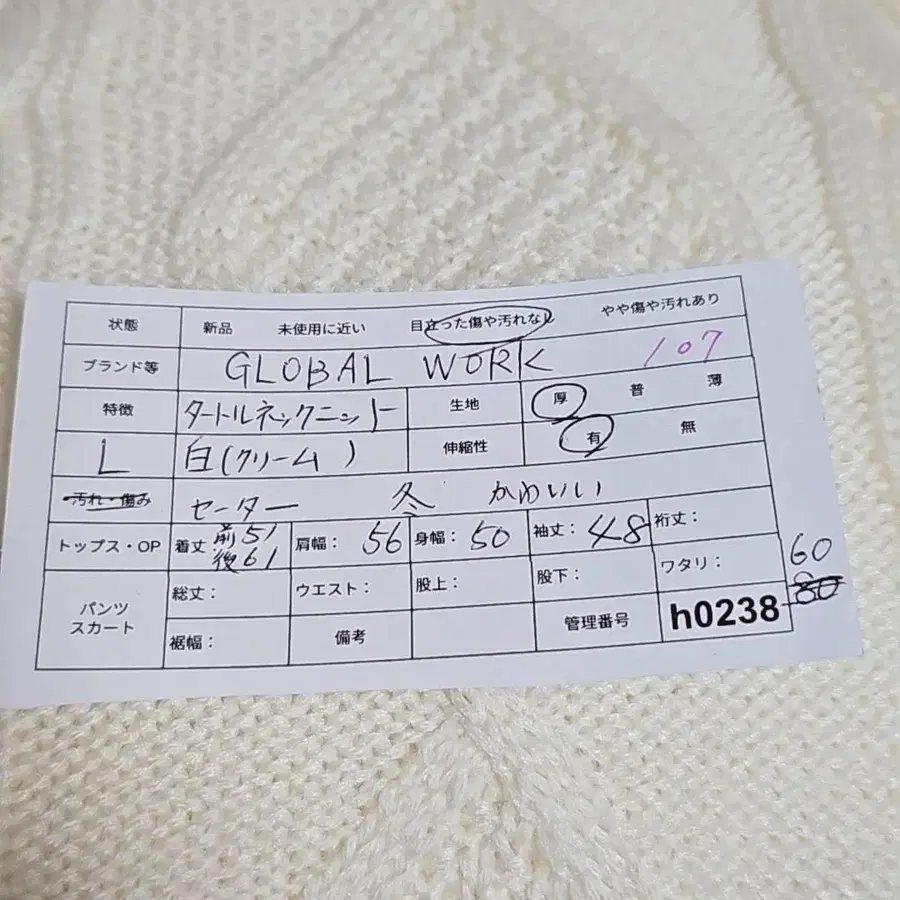 状態 新品 未使用に近い 目立った傷や汚れなし やや傷や汚れあり
ブランド等 GLOBAL WORK 107
特徴 タートルネックニット 生地 厚 普 薄
L 白(クリーム) 伸縮性 有 無
汚れ・傷み セーター 冬 かわいい
トップス・OP 着丈: 前51 肩幅: 56 身幅: 50 袖丈: 48 裄丈:
後61
パンツ 総丈: ウエスト: 股上: 股下: ワタリ: 60
スカート 80
裾幅: 備考 管理番号 h0238